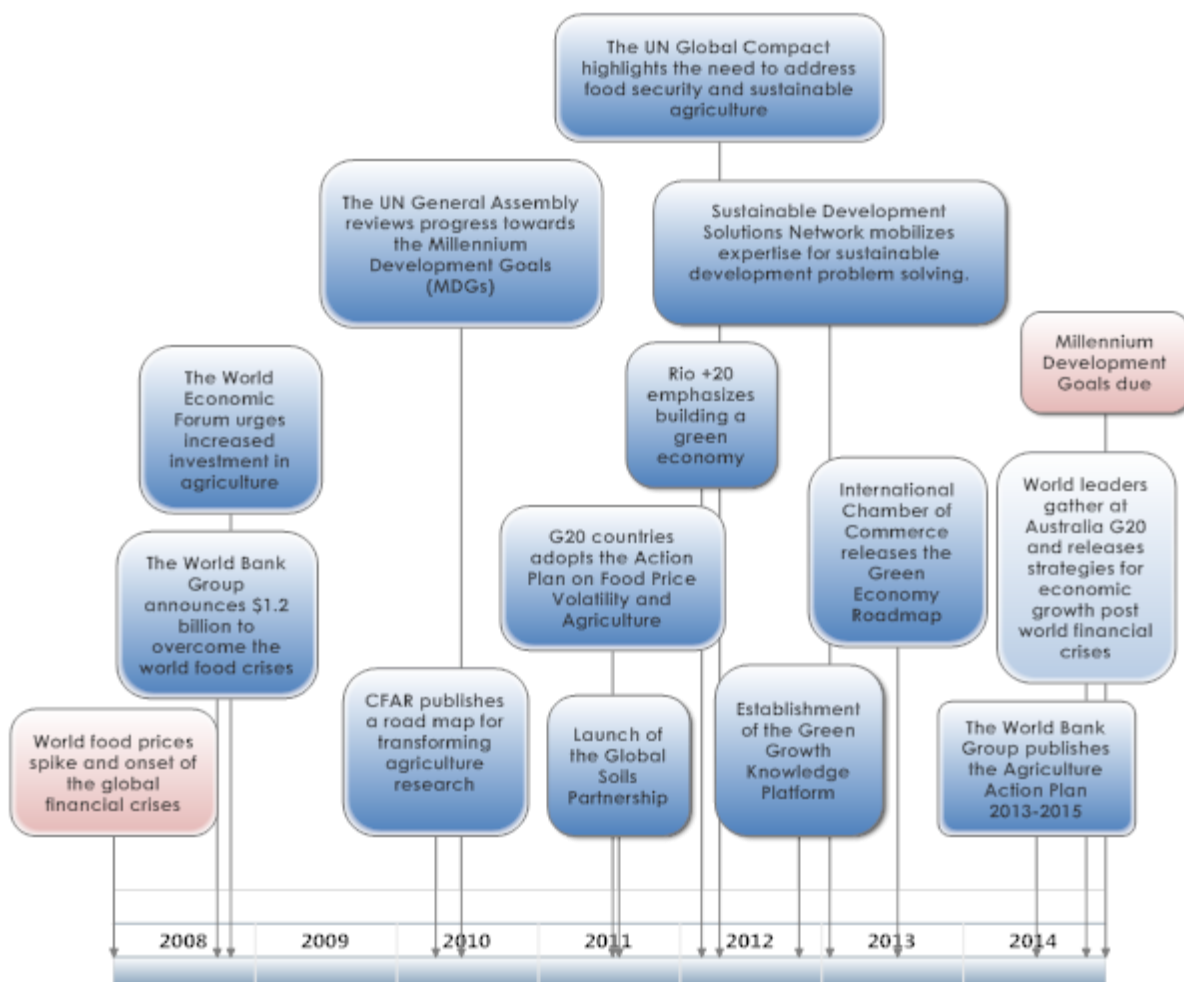 The UN Global Compact
highlights the need to address
food security and sustainable
agriculture
The UN General Assembly
reviews progress towards
the Millennium
Development Goals
(MDGs)
Sustainable Development
Solutions Network mobilizes
expertise for sustainable
development problem solving.
Millennium
Development
Goals due
The World
Economic
Forum urges
increased
investment in
agriculture
Rio +20
emphasizes
building a
green
economy
International
Chamber of
Commerce
releases the
Green
Economy
Roadmap
World leaders
gather at
Australia G20
and releases
strategies for
economic
growth post
world financial
crises
The World Bank
Group
announces $1.2
billion to
overcome the
world food crises
G20 countries
adopts the Action
Plan on Food Price
Volatility and
Agriculture
World food prices
spike and onset of
the global
financial crises
CFAR publishes
a road map for
transforming
agriculture
research
Launch of
the Global
Soils
Partnership
Establishment
of the Green
Growth
Knowledge
Platform
The World Bank
Group publishes
the Agriculture
Action Plan
2013-2015
2008 2009 2010 2011 2012 2013 2014